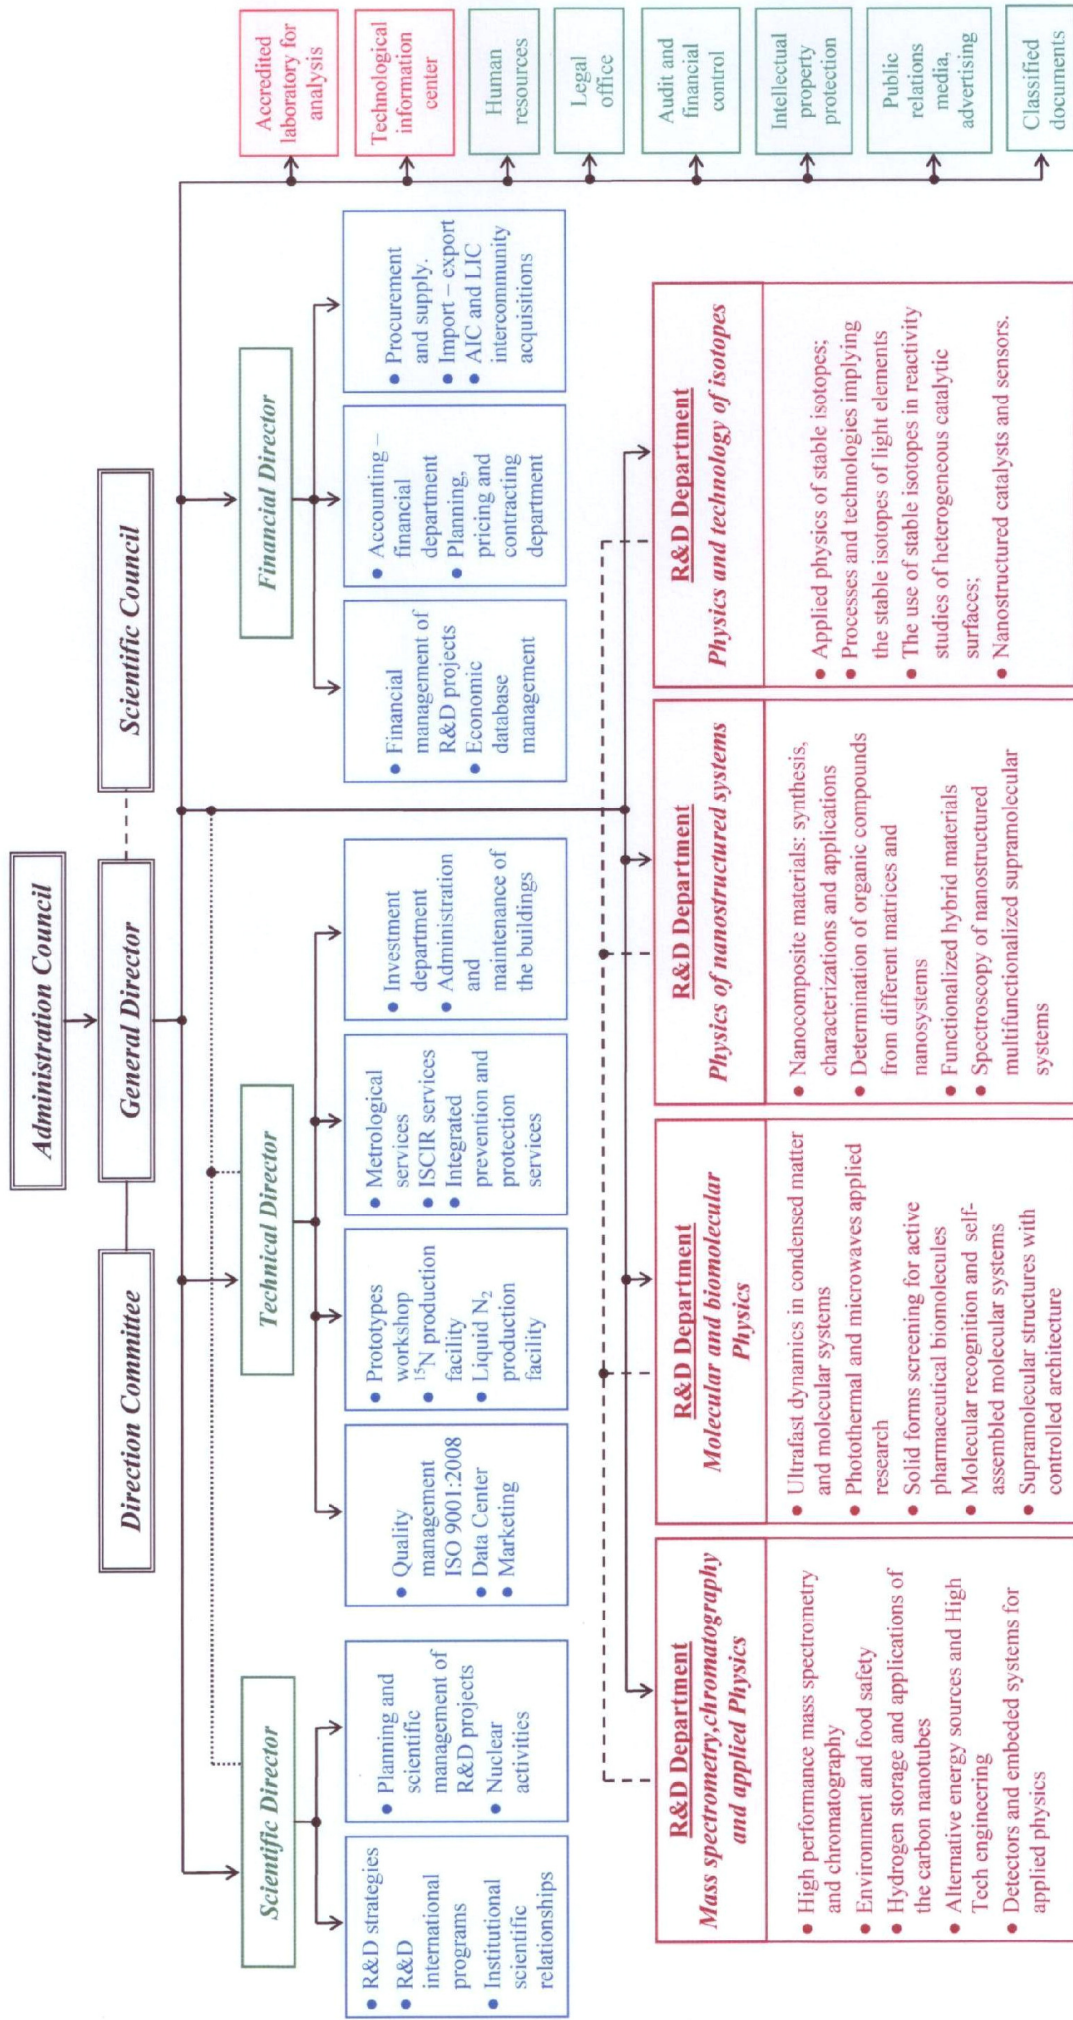 Administration Council
Direction Committee
General Director
Scientific Council
Scientific Director
Technical Director
Financial Director
● R&D strategies
● R&D
international
programs
● Institutional
scientific
relationships
● Planning and
scientific
management of
R&D projects
● Nuclear
activities
● Quality
management
ISO 9001:2008
● Data Center
● Marketing
● Prototypes
workshop
● ¹⁵N production
facility
● Liquid N₂
production
facility
● Metrological
services
● ISCIR services
● Integrated
prevention and
protection
services
● Investment
department
● Administration
and
maintenance of
the buildings
● Financial
management of
R&D projects
● Economic
database
management
● Accounting –
financial
department
● Planning,
pricing and
contracting
department
● Procurement
and supply.
● Import – export
● AIC and LIC
intercommunity
acquisitions
Accredited
laboratory for
analysis
Technological
information
center
Human
resources
Legal
office
Audit and
financial
control
Intellectual
property
protection
Public
relations
media,
advertising
Classified
documents
R&D Department
Mass spectrometry,chromatography
and applied Physics
● High performance mass spectrometry
and chromatography
● Environment and food safety
● Hydrogen storage and applications of
the carbon nanotubes
● Alternative energy sources and High
Tech engineering
● Detectors and embeded systems for
applied physics
R&D Department
Molecular and biomolecular
Physics
● Ultrafast dynamics in condensed matter
and molecular systems
● Photothermal and microwaves applied
research
● Solid forms screening for active
pharmaceutical biomolecules
● Molecular recognition and self-
assembled molecular systems
● Supramolecular structures with
controlled architecture
R&D Department
Physics of nanostructured systems
● Nanocomposite materials: synthesis,
characterizations and applications
● Determination of organic compounds
from different matrices and
nanosystems
● Functionalized hybrid materials
● Spectroscopy of nanostructured
multifunctionalized supramolecular
systems
R&D Department
Physics and technology of isotopes
● Applied physics of stable isotopes;
● Processes and technologies implying
the stable isotopes of light elements
● The use of stable isotopes in reactivity
studies of heterogeneous catalytic
surfaces;
● Nanostructured catalysts and sensors.